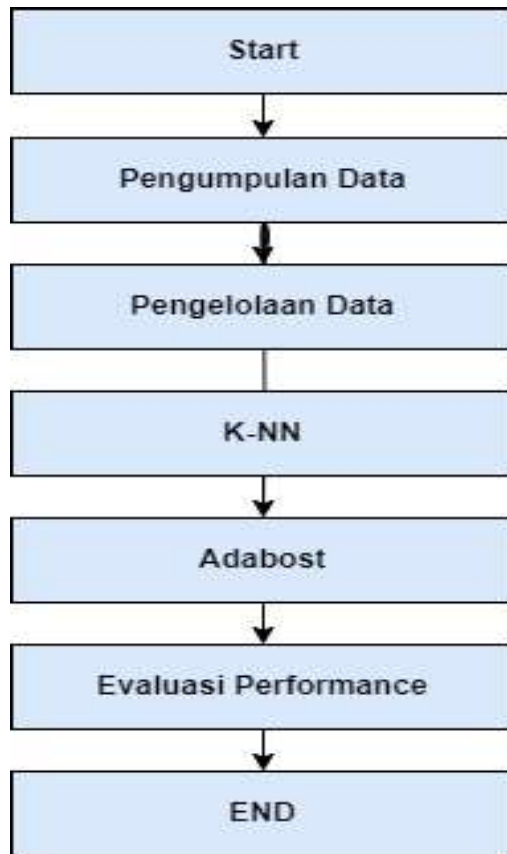 Start
Pengumpulan Data
Pengelolaan Data
K-NN
Adabost
Evaluasi Performance
END